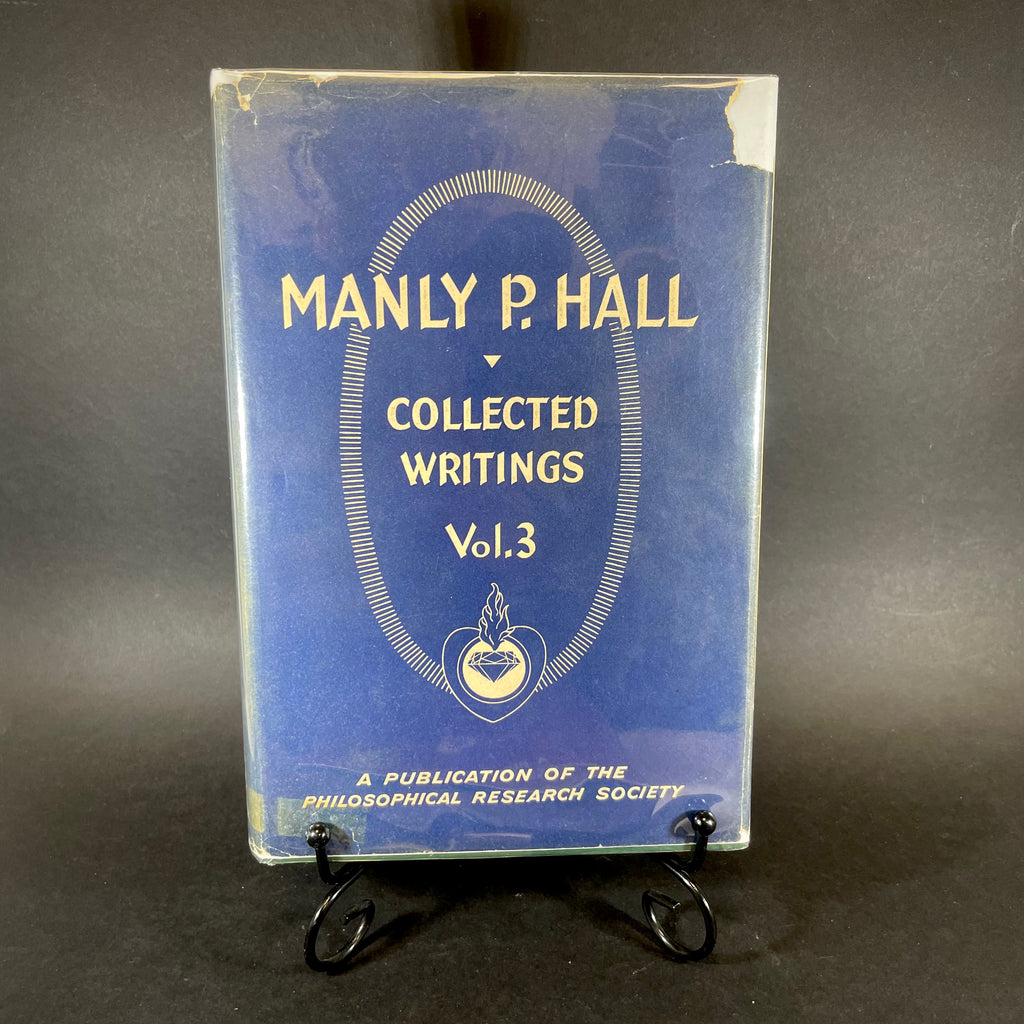 MANLY P. HALL
COLLECTED
WRITINGS
Vol.3
A PUBLICATION OF THE
PHILOSOPHICAL RESEARCH SOCIETY